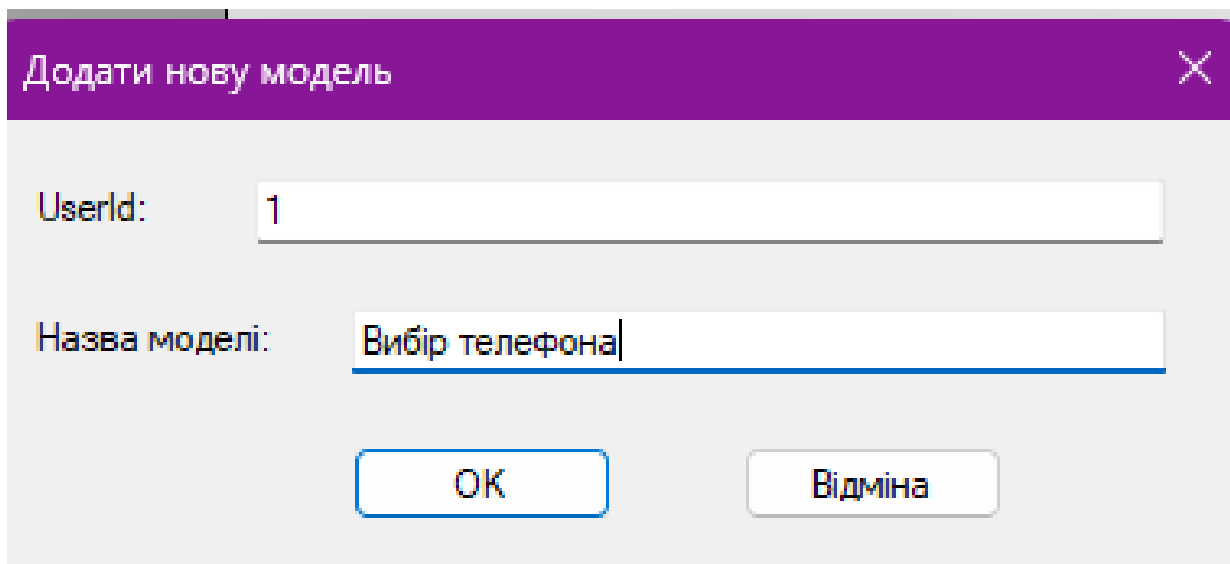 Додати нову модель
UserId: 1
Назва моделі: Вибір телефона
OK Відміна